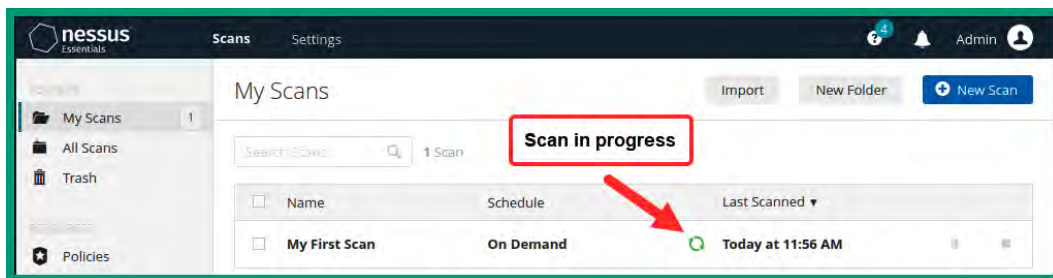 nessus
Essentials
Scans
Settings
4
Admin
My Scans
1
All Scans
Trash
Policies
My Scans
Import
New Folder
New Scan
Search Scans
1 Scan
Scan in progress
Name
Schedule
Last Scanned ▼
My First Scan
On Demand
Today at 11:56 AM